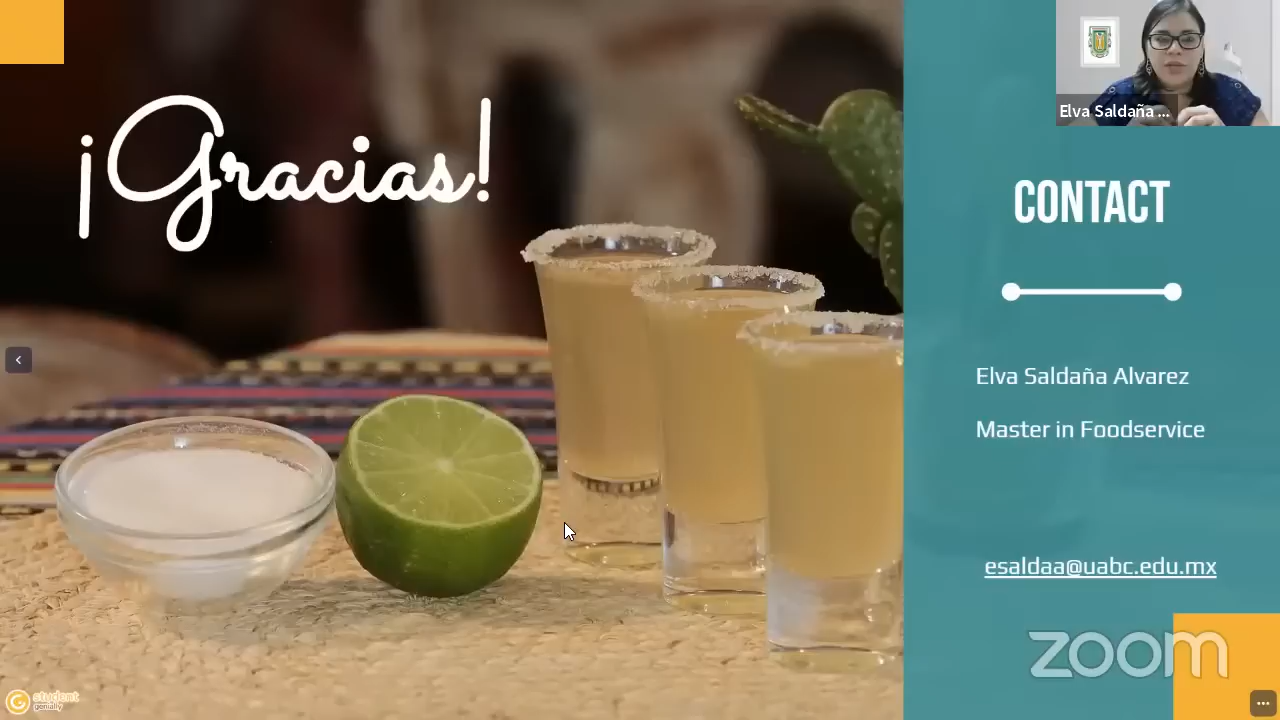 ¡Gracias!
Elva Saldaña ...
CONTACT
Elva Saldaña Alvarez
Master in Foodservice
esaldaa@uabc.edu.mx
zoom
student
genially